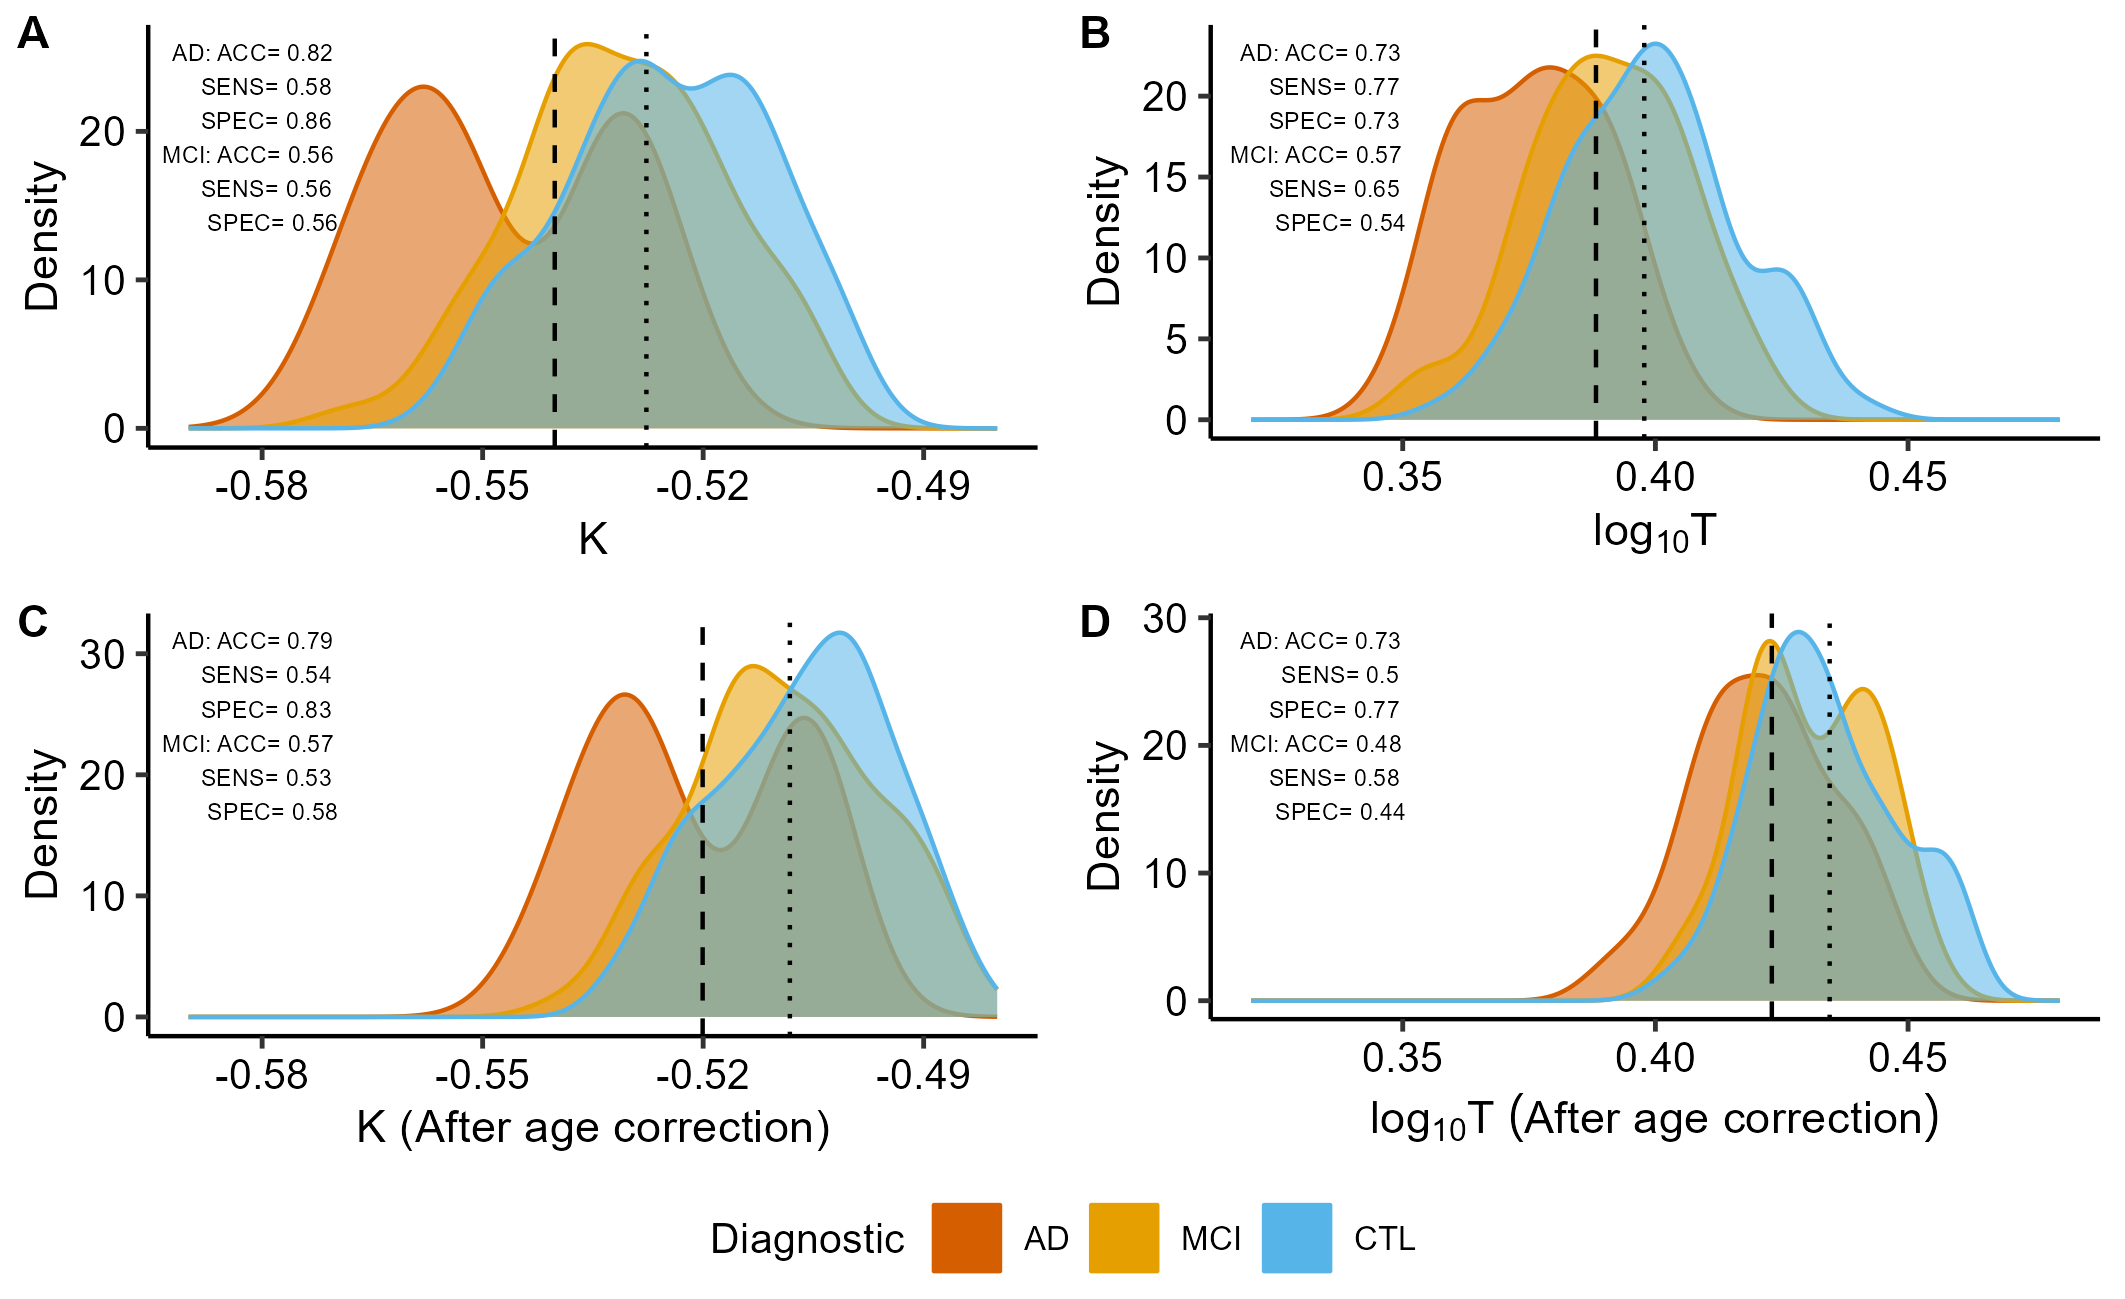 A
AD: ACC= 0.82
SENS= 0.58
SPEC= 0.86
MCI: ACC= 0.56
SENS= 0.56
SPEC= 0.56
Density
20
10
0
-0.58 -0.55 -0.52 -0.49
K
B
AD: ACC= 0.73
SENS= 0.77
SPEC= 0.73
MCI: ACC= 0.57
SENS= 0.65
SPEC= 0.54
Density
20
15
10
5
0
0.35 0.40 0.45
log10T
C
AD: ACC= 0.79
SENS= 0.54
SPEC= 0.83
MCI: ACC= 0.57
SENS= 0.53
SPEC= 0.58
Density
30
20
10
0
-0.58 -0.55 -0.52 -0.49
K (After age correction)
D
AD: ACC= 0.73
SENS= 0.5
SPEC= 0.77
MCI: ACC= 0.48
SENS= 0.58
SPEC= 0.44
Density
30
20
10
0
0.35 0.40 0.45
log10T (After age correction)
Diagnostic AD MCI CTL